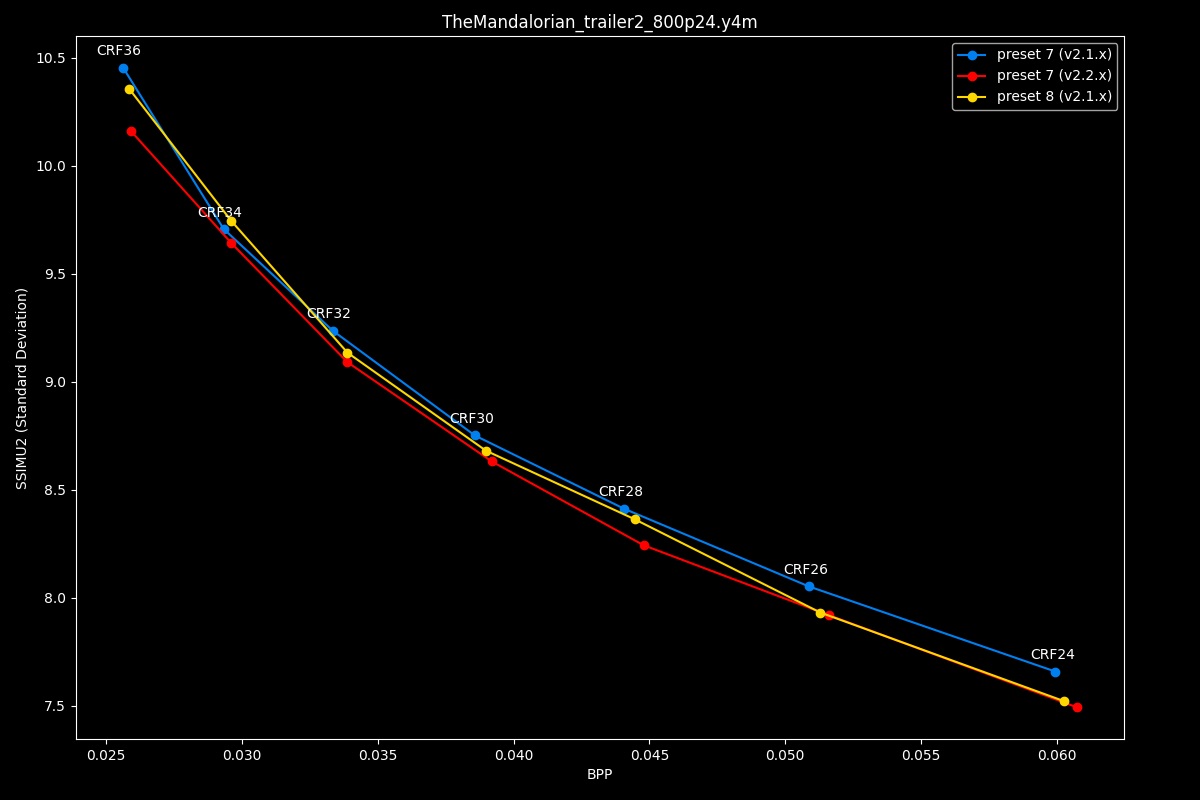 TheMandalorian_trailer2_800p24.y4m
preset 7 (v2.1.x)
preset 7 (v2.2.x)
preset 8 (v2.1.x)
CRF36
CRF34
CRF32
CRF30
CRF28
CRF26
CRF24
SSIMU2 (Standard Deviation)
10.5
10.0
9.5
9.0
8.5
8.0
7.5
0.025
0.030
0.035
0.040
0.045
0.050
0.055
0.060
BPP